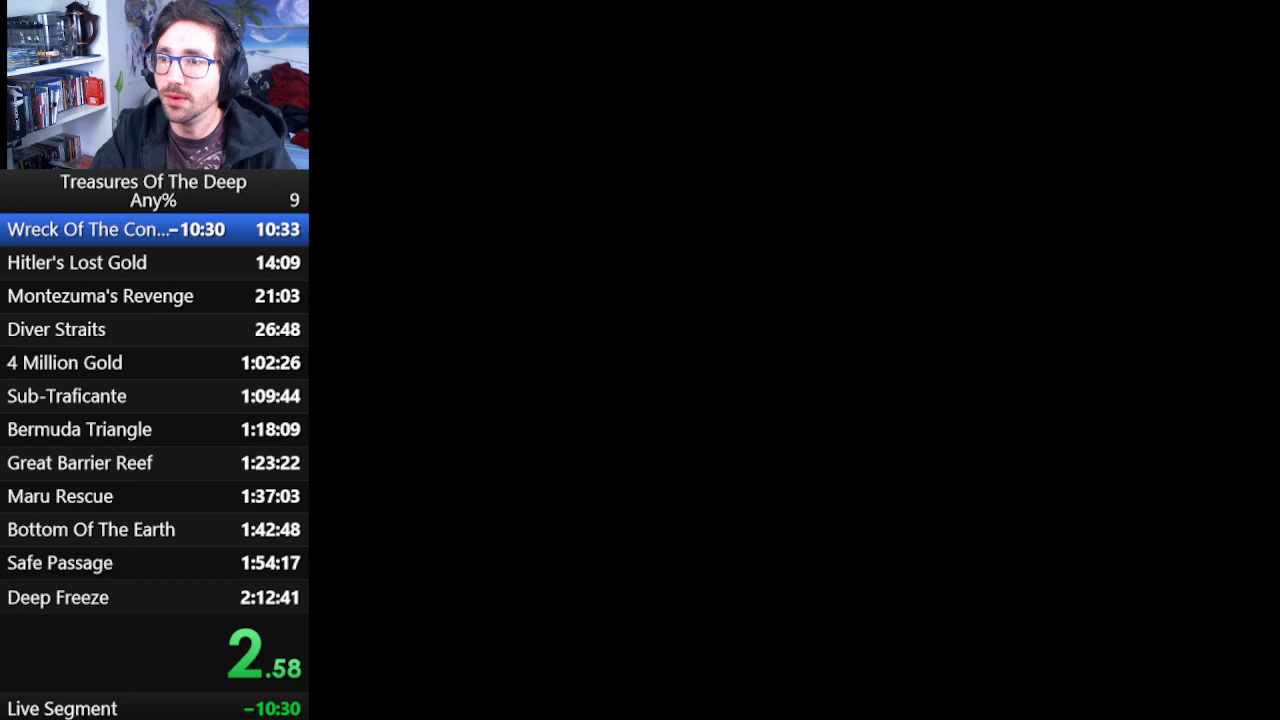 Treasures Of The Deep
Any% 9
Wreck Of The Con... −10:30 10:33
Hitler's Lost Gold 14:09
Montezuma's Revenge 21:03
Diver Straits 26:48
4 Million Gold 1:02:26
Sub-Traficante 1:09:44
Bermuda Triangle 1:18:09
Great Barrier Reef 1:23:22
Maru Rescue 1:37:03
Bottom Of The Earth 1:42:48
Safe Passage 1:54:17
Deep Freeze 2:12:41
2.58
Live Segment −10:30